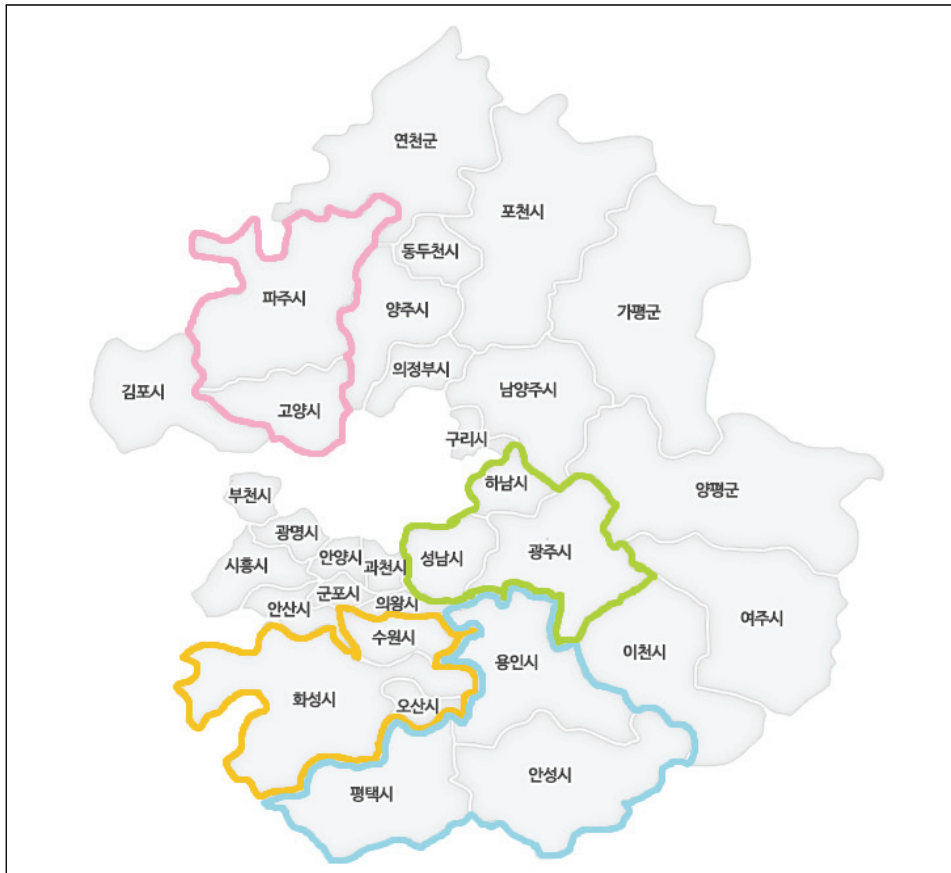 연천군
포천시
동두천시
파주시
양주시
가평군
의정부시
김포시
남양주시
고양시
구리시
하남시
양평군
부천시
광명시
안양시
과천시
성남시
광주시
시흥시
군포시
의왕시
안산시
여주시
수원시
이천시
용인시
화성시
오산시
안성시
평택시